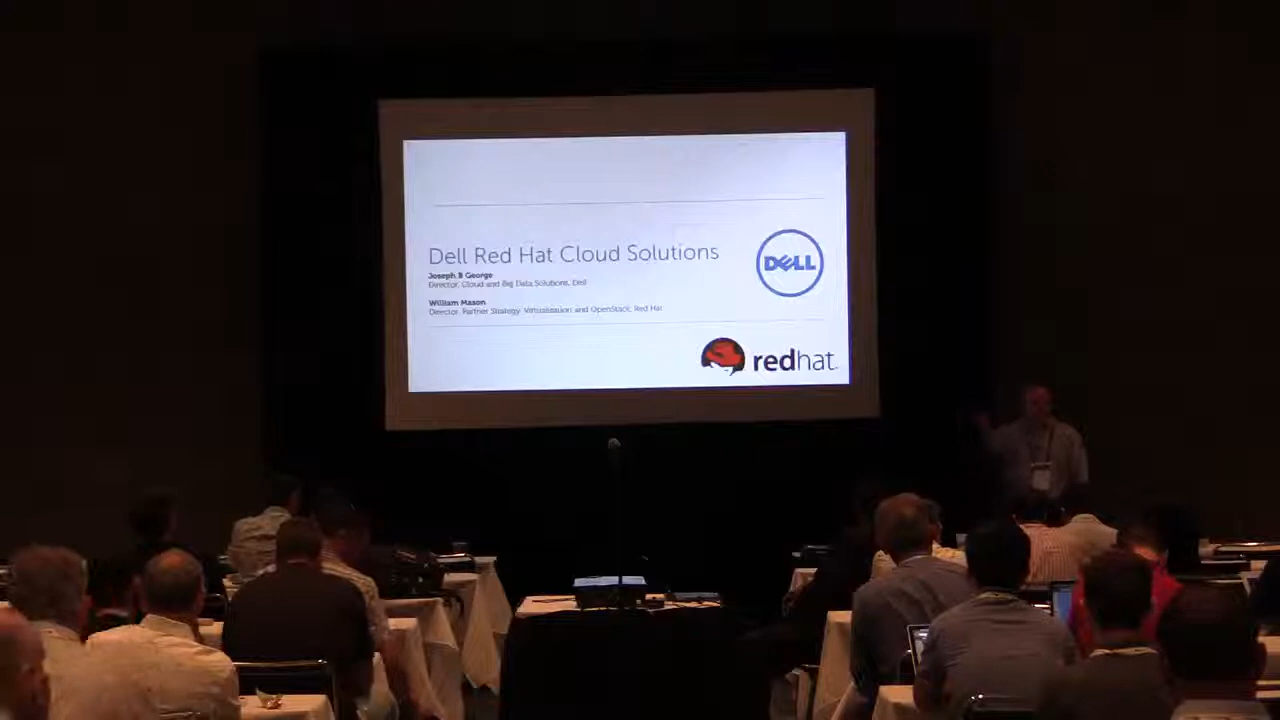 Dell Red Hat Cloud Solutions
Joseph B George
Director, Cloud and Big Data Solutions, Dell
William Mason
Director, Partner Strategy, Virtualization and OpenStack, Red Hat
DELL
redhat.